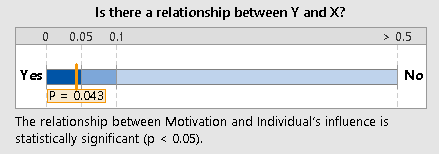 Is there a relationship between Y and X?
0 0.05 0.1 > 0.5
Yes No
P = 0.043
The relationship between Motivation and Individual's influence is
statistically significant (p < 0.05).